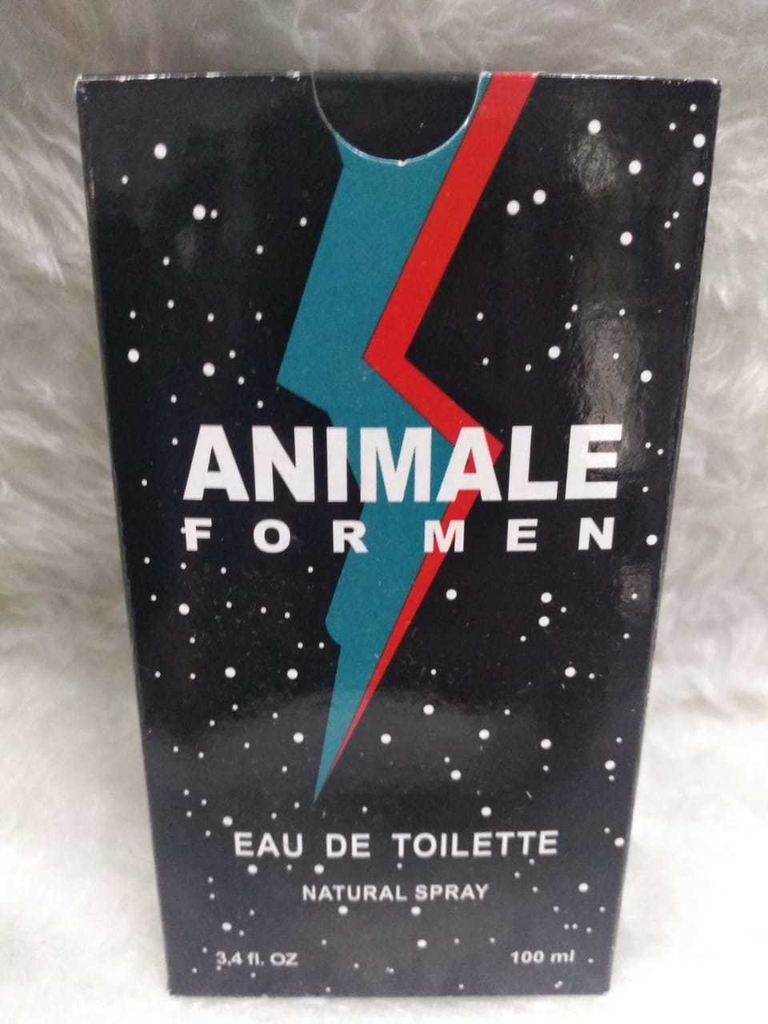 ANIMALE
FOR MEN
EAU DE TOILETTE
NATURAL SPRAY
3,4 fl. OZ 100 ml